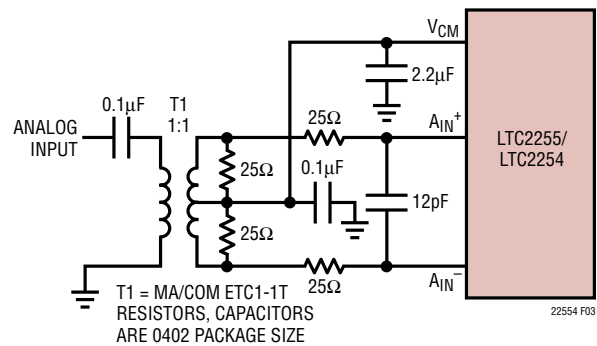 V_CM
2.2µF
0.1µF
T1
1:1
25Ω
A_IN^+
ANALOG
INPUT
LTC2255/
LTC2254
25Ω
0.1µF
12pF
25Ω
25Ω
A_IN^–
T1 = MA/COM ETC1-1T
RESISTORS, CAPACITORS
ARE 0402 PACKAGE SIZE
22554 F03